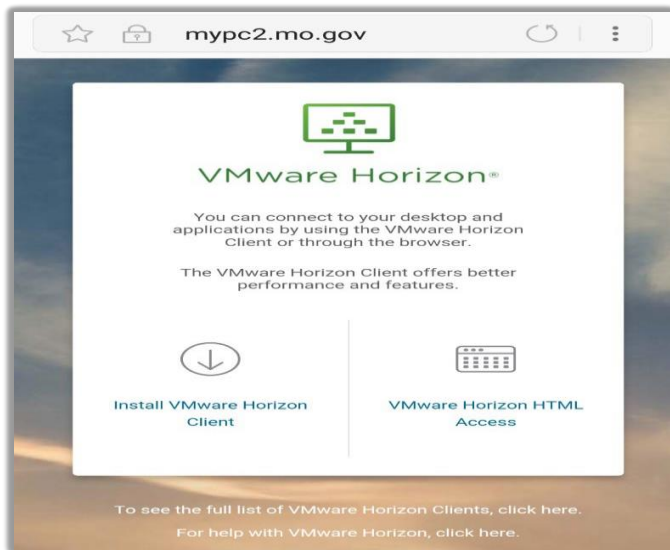 mypc2.mo.gov
VMware Horizon®
You can connect to your desktop and
applications by using the VMware Horizon
Client or through the browser.
The VMware Horizon Client offers better
performance and features.
Install VMware Horizon
Client
VMware Horizon HTML
Access
To see the full list of VMware Horizon Clients, click here.
For help with VMware Horizon, click here.